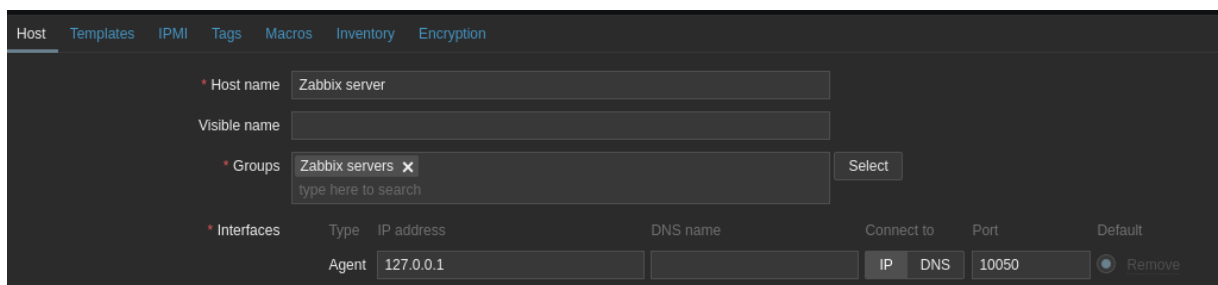 Host Templates IPMI Tags Macros Inventory Encryption
* Host name Zabbix server
Visible name
* Groups Zabbix servers × Select
type here to search
* Interfaces Type IP address DNS name Connect to Port Default
Agent 127.0.0.1 IP DNS 10050 Remove